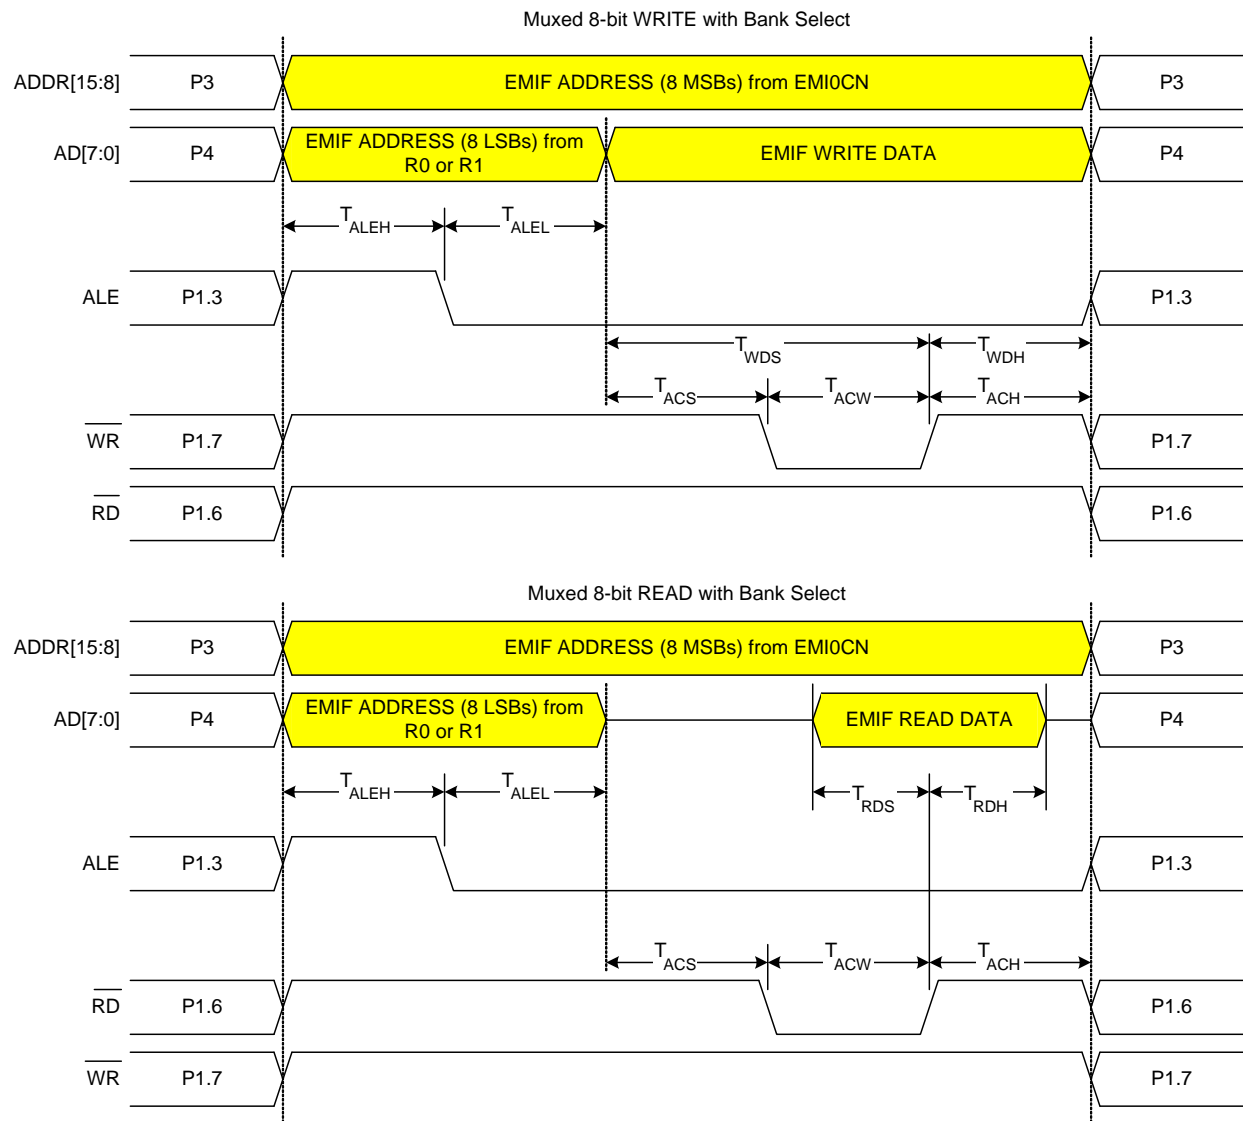 Muxed 8-bit WRITE with Bank Select
ADDR[15:8] P3 EMIF ADDRESS (8 MSBs) from EMI0CN P3
AD[7:0] P4 EMIF ADDRESS (8 LSBs) from
R0 or R1 EMIF WRITE DATA P4
TALEH TALEL
ALE P1.3 P1.3
TWDS TWDH
TACS TACW TACH
WR P1.7 P1.7
RD P1.6 P1.6
Muxed 8-bit READ with Bank Select
ADDR[15:8] P3 EMIF ADDRESS (8 MSBs) from EMI0CN P3
AD[7:0] P4 EMIF ADDRESS (8 LSBs) from
R0 or R1 EMIF READ DATA P4
TALEH TALEL TRDS TRDH
ALE P1.3 P1.3
TACS TACW TACH
RD P1.6 P1.6
WR P1.7 P1.7